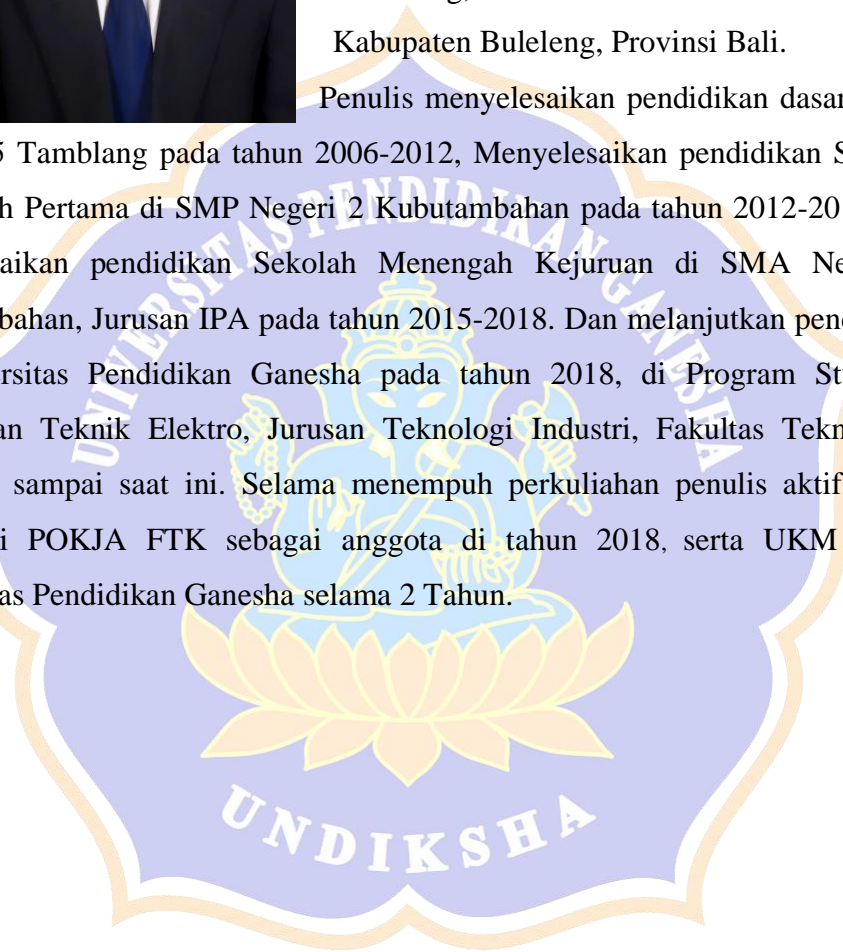 Kabupaten Buleleng, Provinsi Bali.
Penulis menyelesaikan pendidikan dasar
5 Tamblang pada tahun 2006-2012, Menyelesaikan pendidikan S
h Pertama di SMP Negeri 2 Kubutambahan pada tahun 2012-20
aikan pendidikan Sekolah Menengah Kejuruan di SMA Ne
bahan, Jurusan IPA pada tahun 2015-2018. Dan melanjutkan pen
ersitas Pendidikan Ganesha pada tahun 2018, di Program St
an Teknik Elektro, Jurusan Teknologi Industri, Fakultas Tekn
sampai saat ini. Selama menempuh perkuliahan penulis aktif
i POKJA FTK sebagai anggota di tahun 2018, serta UKM
as Pendidikan Ganesha selama 2 Tahun.
UNIVERSITAS PENDIDIKAN GANESHA
UNDIKSHA